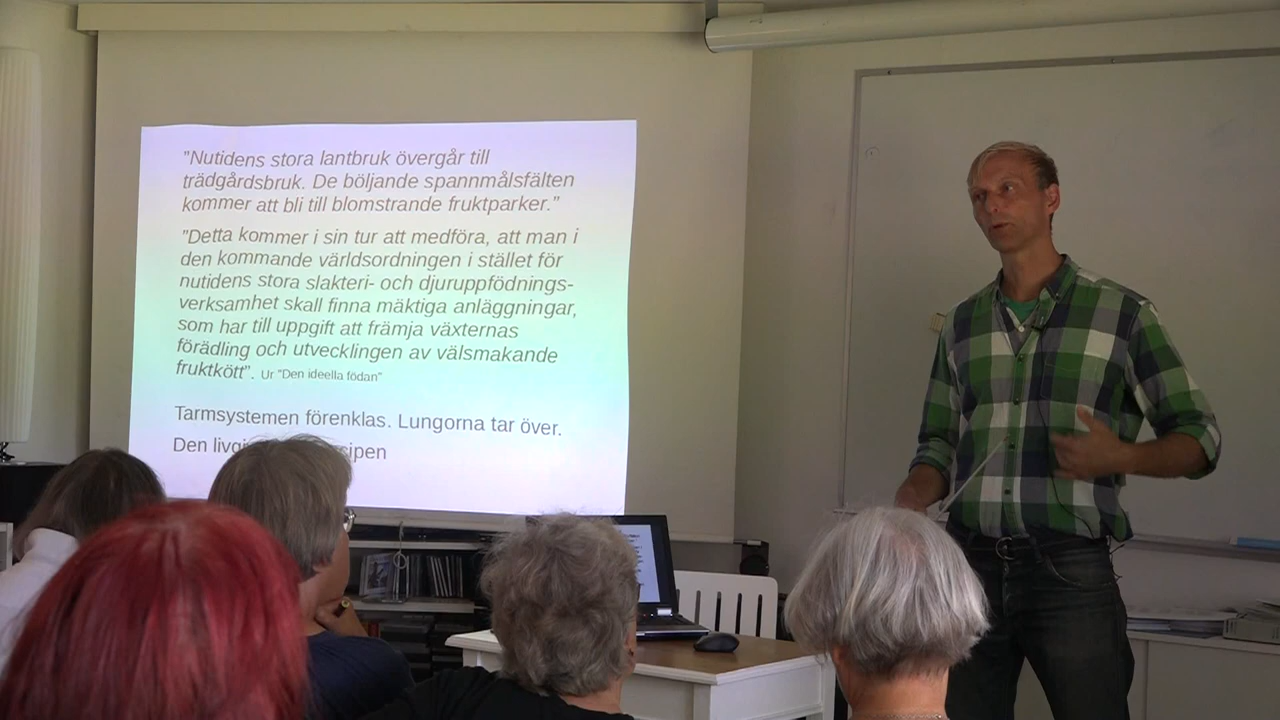 "Nutidens stora lantbruk övergår till
trädgårdsbruk. De böljande spannmålsfälten
kommer att bli till blomstrande fruktparker."
"Detta kommer i sin tur att medföra, att man i
den kommande världsordningen i stället för
nutidens stora slakteri- och djuruppfödnings-
verksamhet skall finna mäktiga anläggningar,
som har till uppgift att främja växternas
förädling och utvecklingen av välsmakande
fruktkött". Ur "Den ideella födan"
Tarmsystemen förenklas. Lungorna tar över.
Den